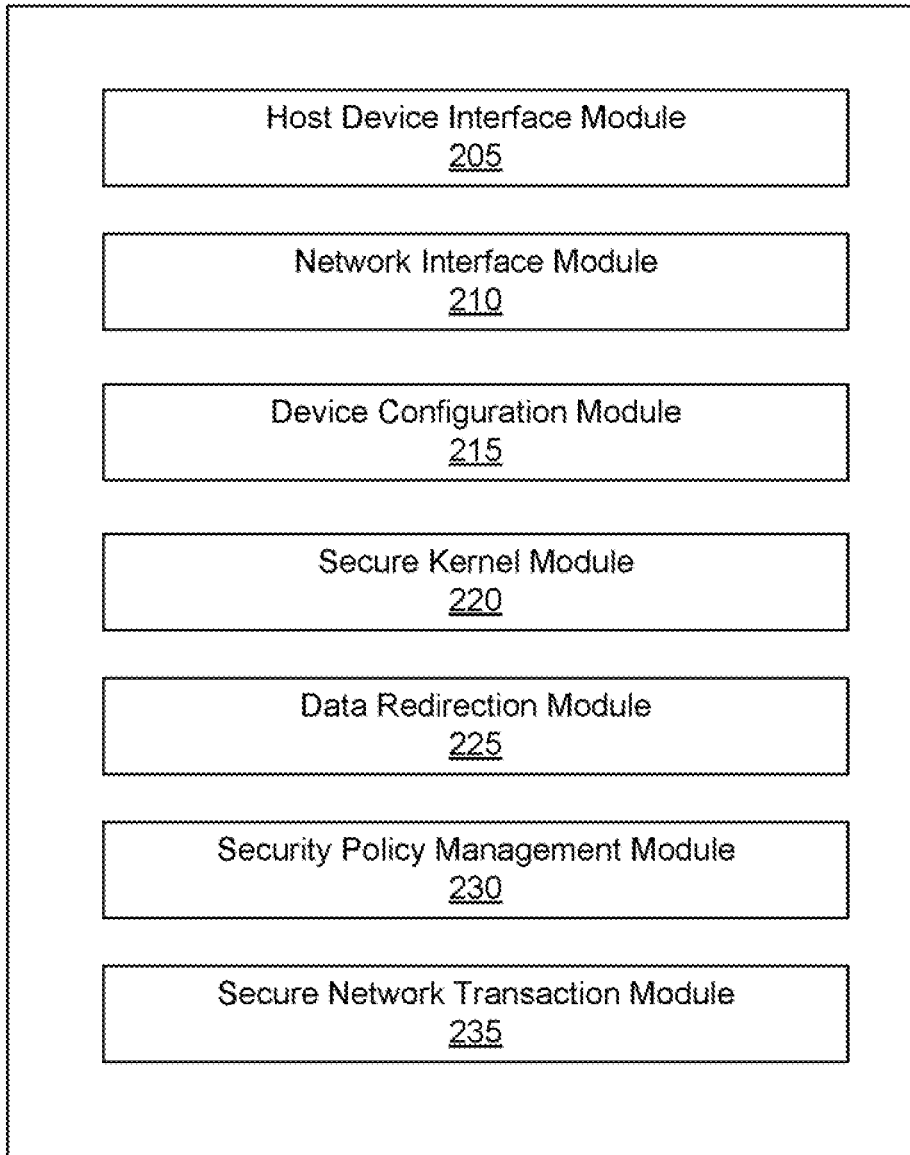 Host Device Interface Module
205
Network Interface Module
210
Device Configuration Module
215
Secure Kernel Module
220
Data Redirection Module
225
Security Policy Management Module
230
Secure Network Transaction Module
235